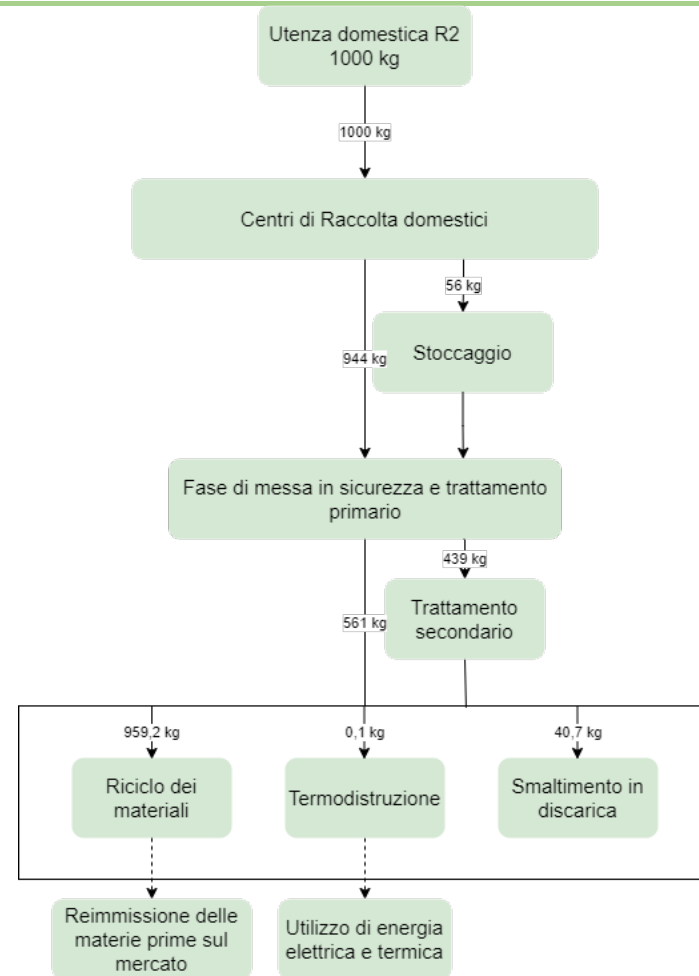 Utenza domestica R2
1000 kg
1000 kg
Centri di Raccolta domestici
56 kg
944 kg
Stoccaggio
Fase di messa in sicurezza e trattamento
primario
439 kg
561 kg
Trattamento
secondario
959,2 kg
0,1 kg
40,7 kg
Riciclo dei
materiali
Termodistruzione
Smaltimento in
discarica
Reimmissione delle
materie prime sul
mercato
Utilizzo di energia
elettrica e termica